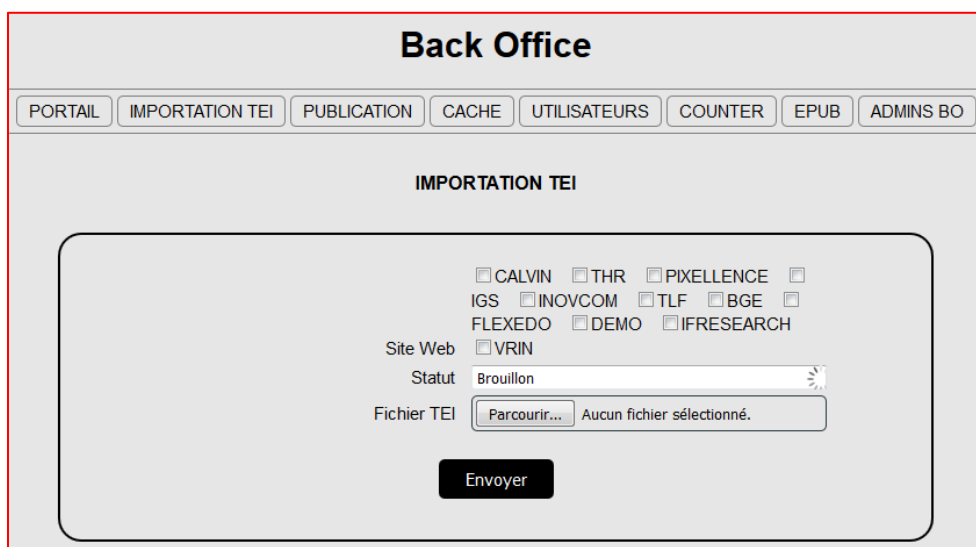 Back Office
PORTAIL IMPORTATION TEI PUBLICATION CACHE UTILISATEURS COUNTER EPUB ADMINS BO
IMPORTATION TEI
CALVIN THR PIXELLENCE
IGS INOVCOM TLF BGE
FLEXEDO DEMO IFRESEARCH
Site Web VRIN
Statut Brouillon
Fichier TEI Parcourir... Aucun fichier sélectionné.
Envoyer